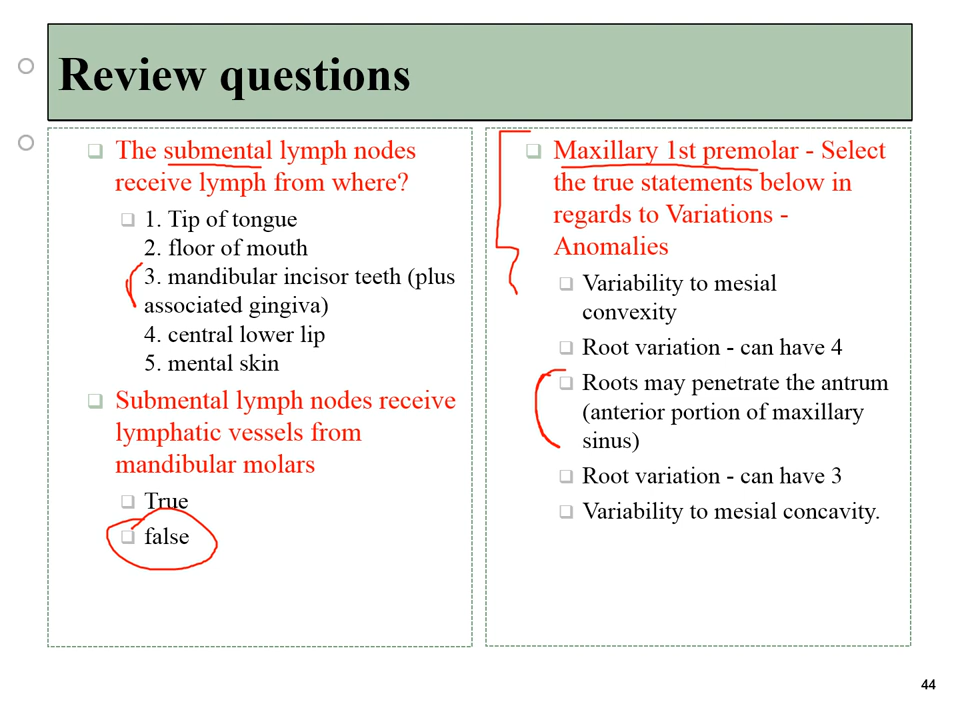 Review questions
The submental lymph nodes
receive lymph from where?
1. Tip of tongue
2. floor of mouth
3. mandibular incisor teeth (plus
associated gingiva)
4. central lower lip
5. mental skin
Submental lymph nodes receive
lymphatic vessels from
mandibular molars
True
false
Maxillary 1st premolar - Select
the true statements below in
regards to Variations -
Anomalies
Variability to mesial
convexity
Root variation - can have 4
Roots may penetrate the antrum
(anterior portion of maxillary
sinus)
Root variation - can have 3
Variability to mesial concavity.
44